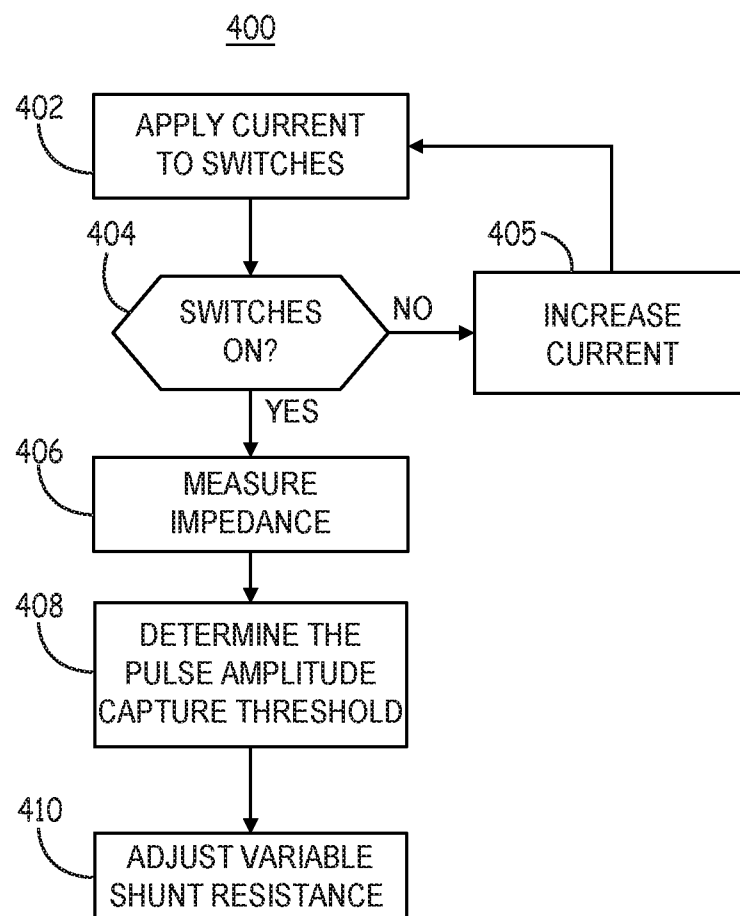 400
402
APPLY CURRENT
TO SWITCHES
404
405
SWITCHES
ON?
NO
INCREASE
CURRENT
YES
406
MEASURE
IMPEDANCE
408
DETERMINE THE
PULSE AMPLITUDE
CAPTURE THRESHOLD
410
ADJUST VARIABLE
SHUNT RESISTANCE